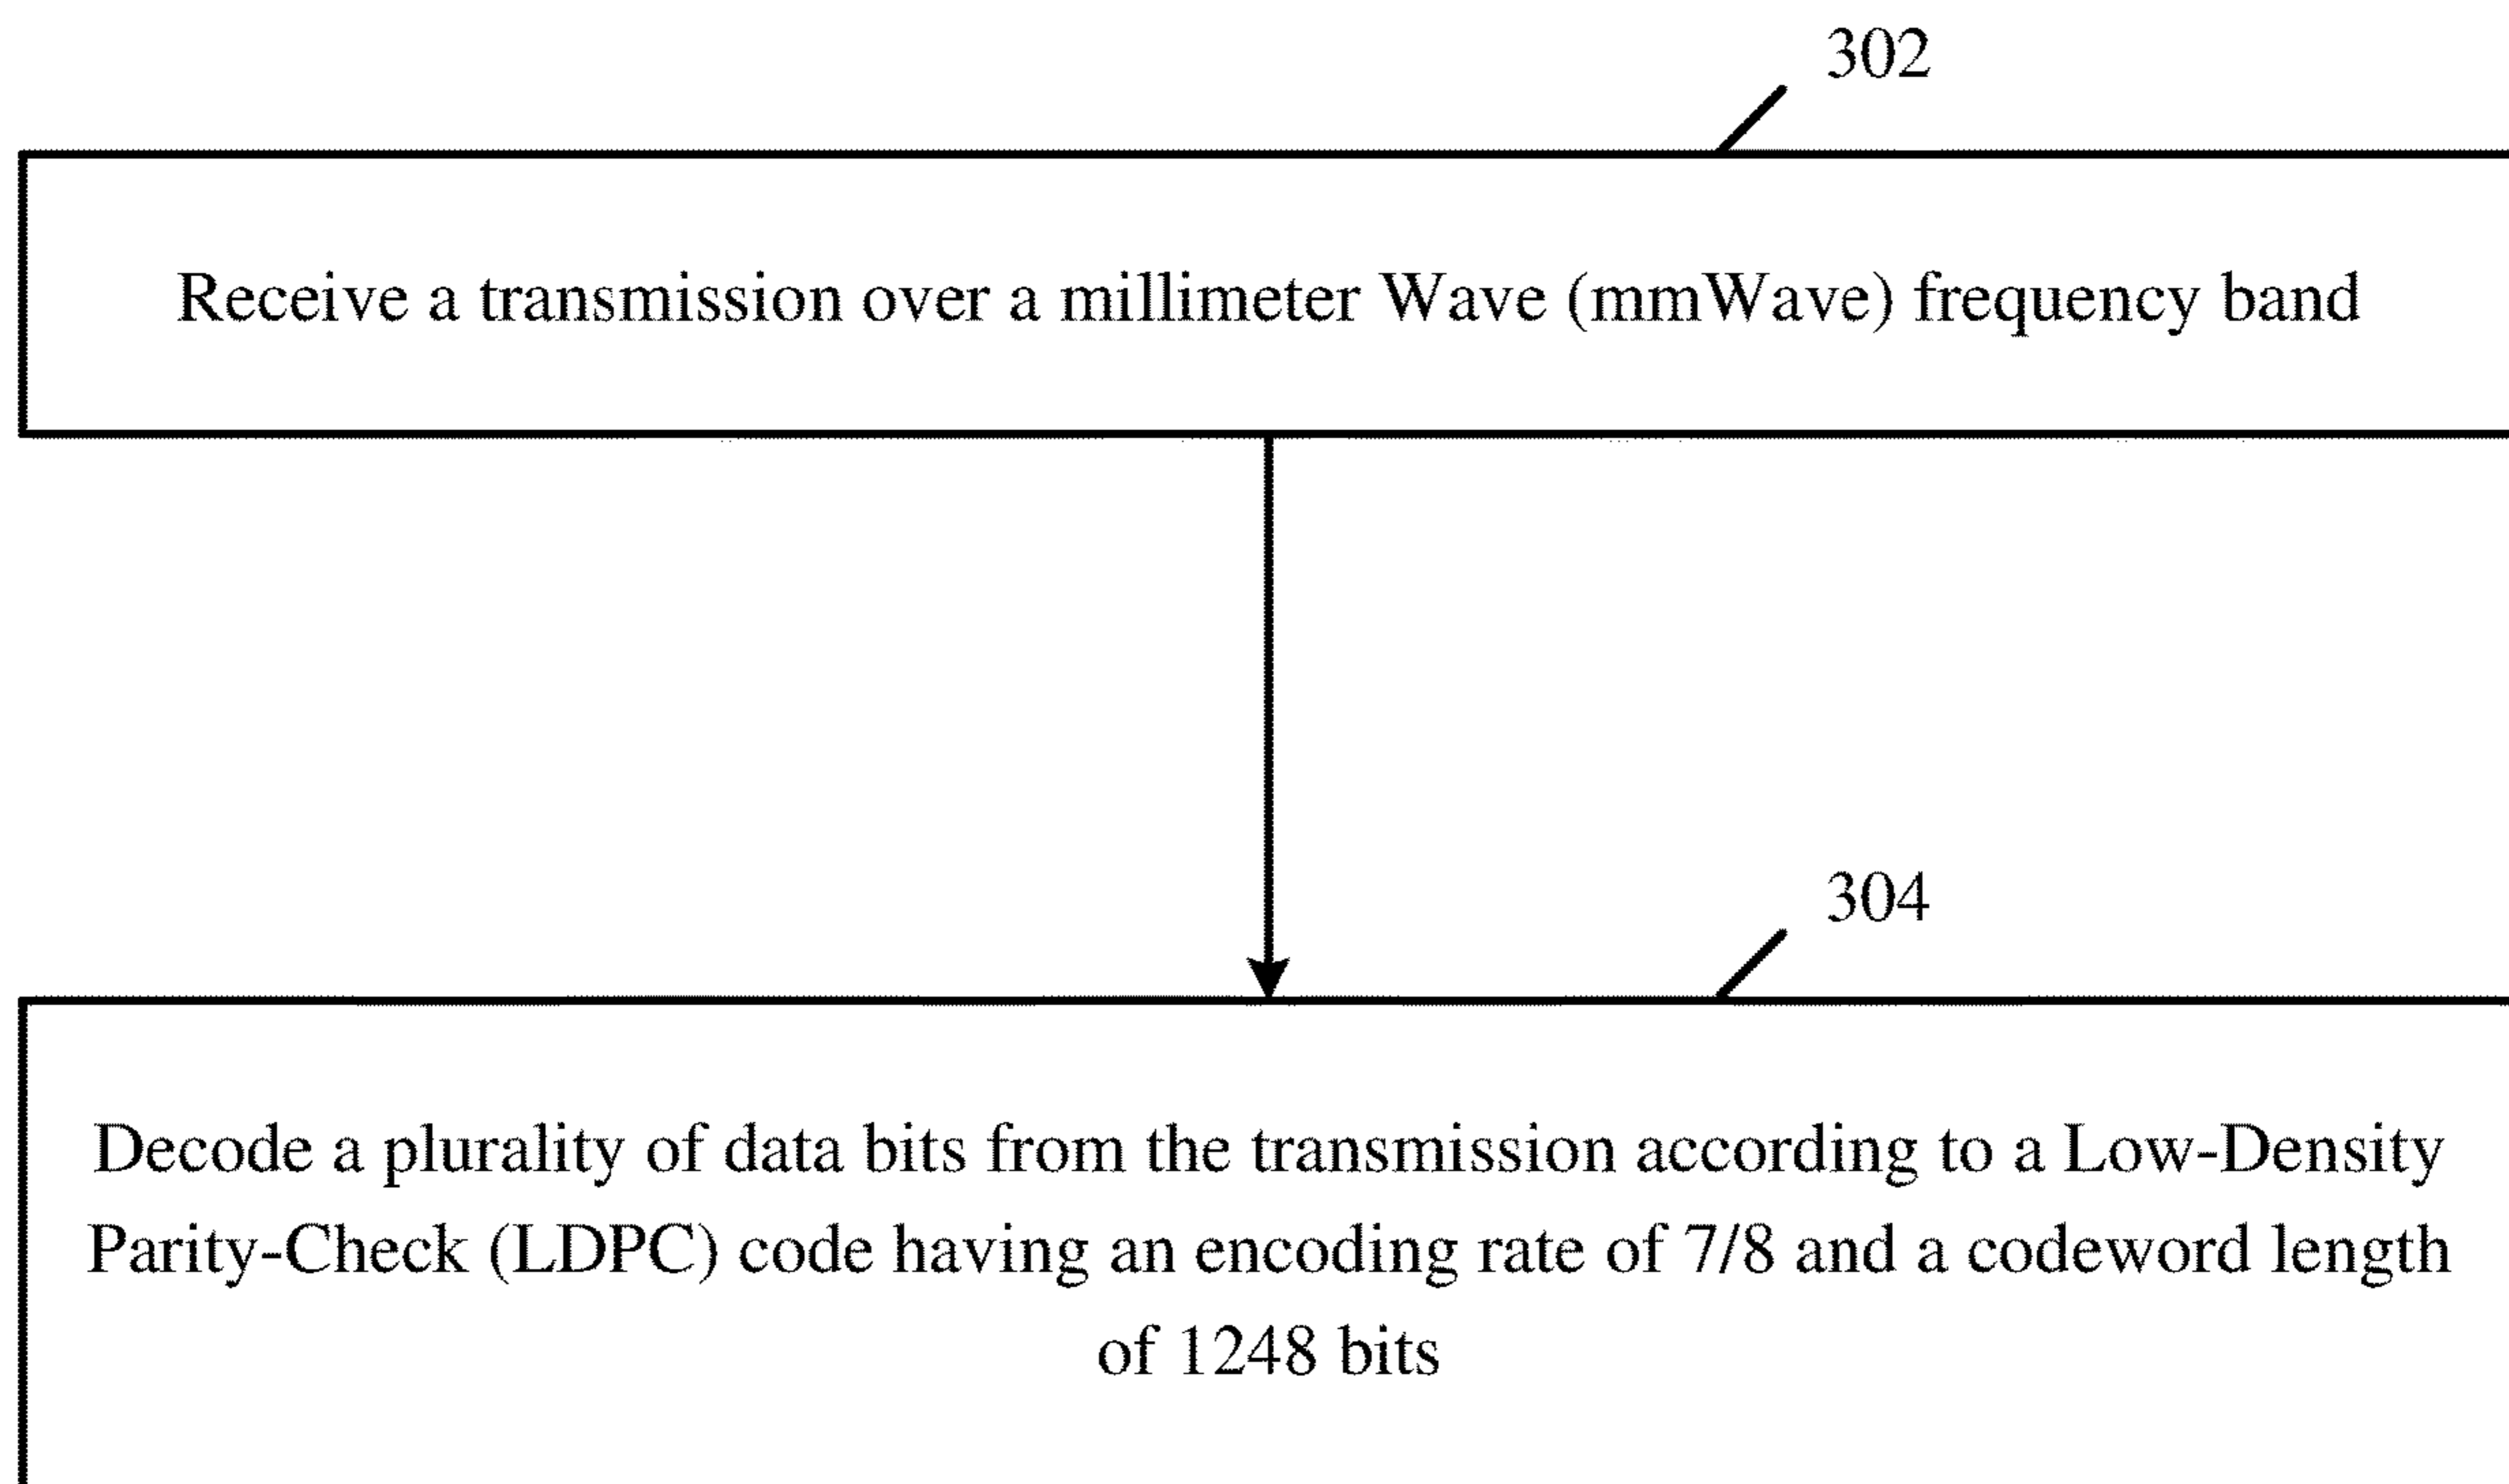 302
Receive a transmission over a millimeter Wave (mmWave) frequency band
304
Decode a plurality of data bits from the transmission according to a Low-Density
Parity-Check (LDPC) code having an encoding rate of 7/8 and a codeword length
of 1248 bits